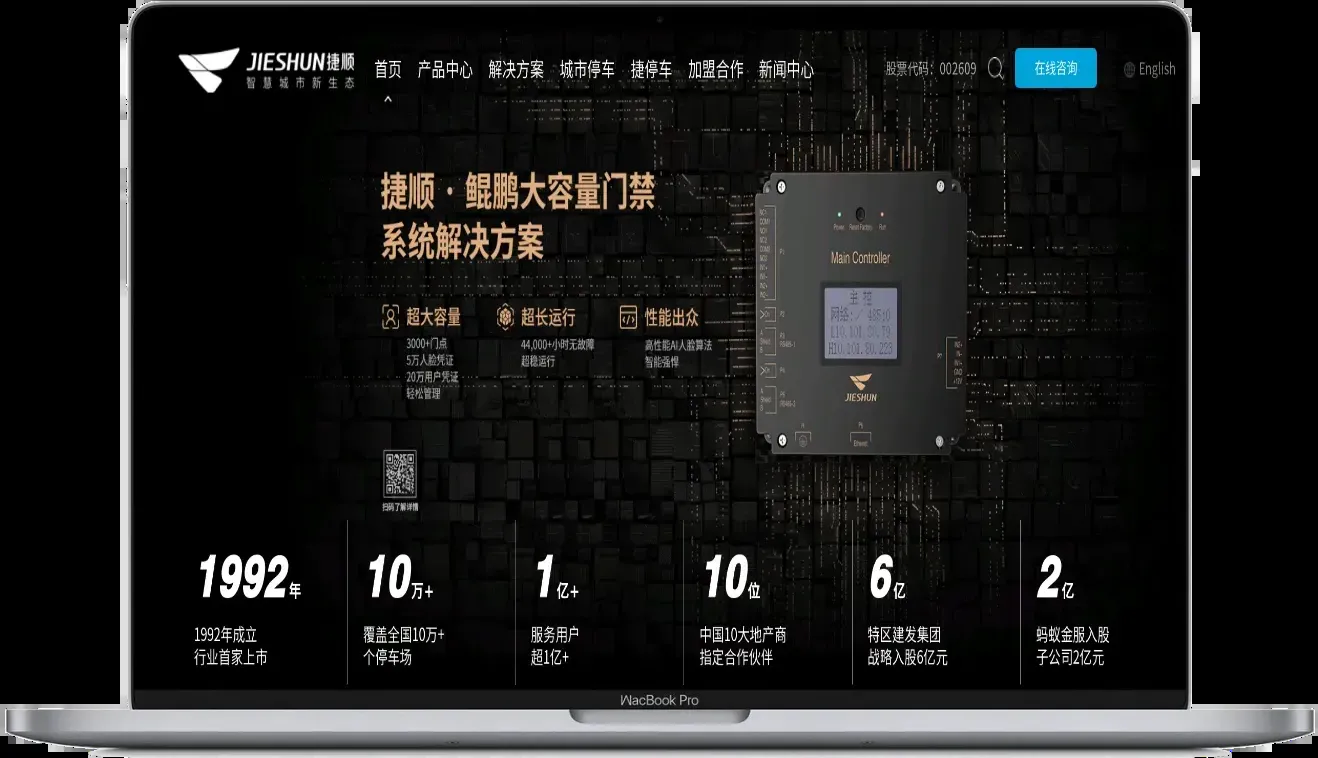 JIESHUN捷顺
智慧城市新生态
首页 产品中心 解决方案 城市停车 捷停车 加盟合作 新闻中心
股票代码：002609
在线咨询
English
捷顺·鲲鹏大容量门禁
系统解决方案
超大容量
3000+门点
5万人脸凭证
20万用户凭证
轻松管理
超长运行
44,000+小时无故障
超稳运行
性能出众
高性能AI人脸算法
智能强悍
扫码了解详情
Power Reset Factory Run
Main Controller
JIESHUN
Ethernet
1992年
1992年成立
行业首家上市
10万+
覆盖全国10万+
个停车场
1亿+
服务用户
超1亿+
10位
中国10大地产商
指定合作伙伴
6亿
特区建发集团
战略入股6亿元
2亿
蚂蚁金服入股
子公司2亿元
MacBook Pro